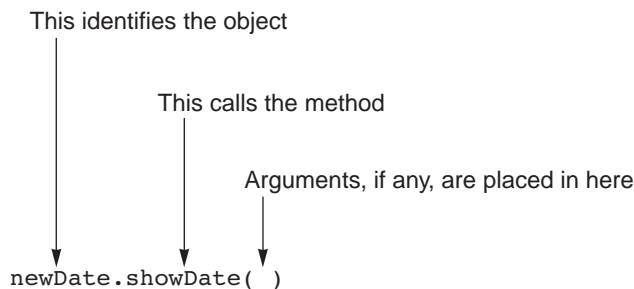 This identifies the object
This calls the method
Arguments, if any, are placed in here
newDate.showDate( )